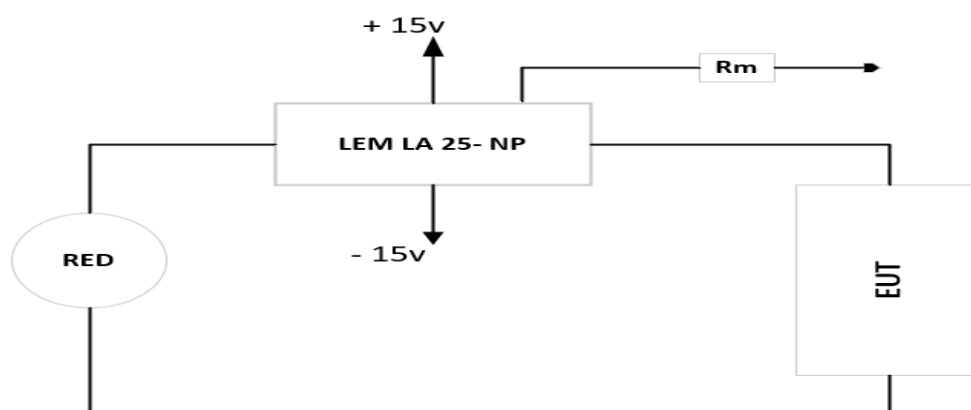 + 15v
Rm
LEM LA 25- NP
- 15v
RED
EUT